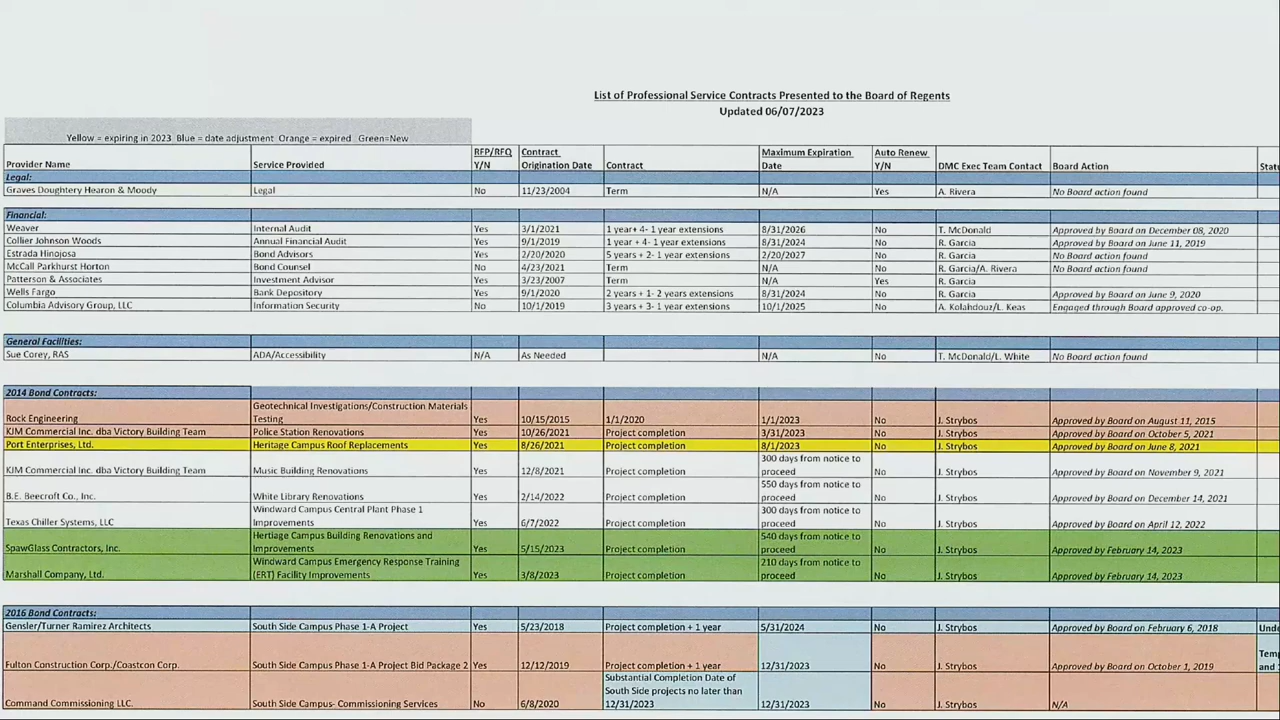 List of Professional Service Contracts Presented to the Board of Regents
Updated 06/07/2023
Yellow = expiring in 2023 Blue = date adjustment Orange = expired Green=New
Provider Name Service Provided RFP/RFQ Y/N Contract Origination Date Contract Maximum Expiration Date Auto Renew Y/N DMC Exec Team Contact Board Action
Legal:
Graves Doughtery Hearon & Moody Legal No 11/23/2004 Term N/A Yes A. Rivera No Board action found
Financial:
Weaver Internal Audit Yes 3/1/2021 1 year+ 4- 1 year extensions 8/31/2026 No T. McDonald Approved by Board on December 08, 2020
Collier Johnson Woods Annual Financial Audit Yes 9/1/2019 1 year + 4- 1 year extensions 8/31/2024 No R. Garcia Approved by Board on June 11, 2019
Estrada Hinojosa Bond Advisors Yes 2/20/2020 5 years + 2- 1 year extensions 2/20/2027 No R. Garcia No Board action found
McCall Parkhurst Horton Bond Counsel No 4/23/2021 Term N/A No R. Garcia/A. Rivera No Board action found
Patterson & Associates Investment Advisor Yes 3/23/2007 Term N/A Yes R. Garcia
Wells Fargo Bank Depository Yes 9/1/2020 2 years + 1- 2 years extensions 8/31/2024 No R. Garcia Approved by Board on June 9, 2020
Columbia Advisory Group, LLC Information Security No 10/1/2019 3 years + 3- 1 year extensions 10/1/2025 No A. Kolahdouz/L. Keas Engaged through Board approved co-op.
General Facilities:
Sue Corey, RAS ADA/Accessibility N/A As Needed N/A No T. McDonald/L. White No Board action found
2014 Bond Contracts:
Rock Engineering Geotechnical Investigations/Construction Materials Testing Yes 10/15/2015 1/1/2020 1/1/2023 No J. Strybos Approved by Board on August 11, 2015
KJM Commercial Inc. dba Victory Building Team Police Station Renovations Yes 10/26/2021 Project completion 3/31/2023 No J. Strybos Approved by Board on October 5, 2021
Port Enterprises, Ltd. Heritage Campus Roof Replacements Yes 8/26/2021 Project completion 8/1/2023 No J. Strybos Approved by Board on June 8, 2021
KJM Commercial Inc. dba Victory Building Team Music Building Renovations Yes 12/8/2021 Project completion 300 days from notice to proceed No J. Strybos Approved by Board on November 9, 2021
B.E. Beecroft Co., Inc. White Library Renovations Yes 2/14/2022 Project completion 550 days from notice to proceed No J. Strybos Approved by Board on December 14, 2021
Texas Chiller Systems, LLC Windward Campus Central Plant Phase 1 Improvements Yes 6/7/2022 Project completion 300 days from notice to proceed No J. Strybos Approved by Board on April 12, 2022
SpawGlass Contractors, Inc. Hertiage Campus Building Renovations and Improvements Yes 5/15/2023 Project completion 540 days from notice to proceed No J. Strybos Approved by February 14, 2023
Marshall Company, Ltd. Windward Campus Emergency Response Training (ERT) Facility Improvements Yes 3/8/2023 Project completion 210 days from notice to proceed No J. Strybos Approved by February 14, 2023
2016 Bond Contracts:
Gensler/Turner Ramirez Architects South Side Campus Phase 1-A Project Yes 5/23/2018 Project completion + 1 year 5/31/2024 No J. Strybos Approved by Board on February 6, 2018
Fulton Construction Corp./Coastcon Corp. South Side Campus Phase 1-A Project Bid Package 2 Yes 12/12/2019 Project completion + 1 year 12/31/2023 No J. Strybos Approved by Board on October 1, 2019 and
Command Commissioning LLC. South Side Campus- Commissioning Services No 6/8/2020 Substantial Completion Date of South Side projects no later than 12/31/2023 12/31/2023 No J. Strybos N/A